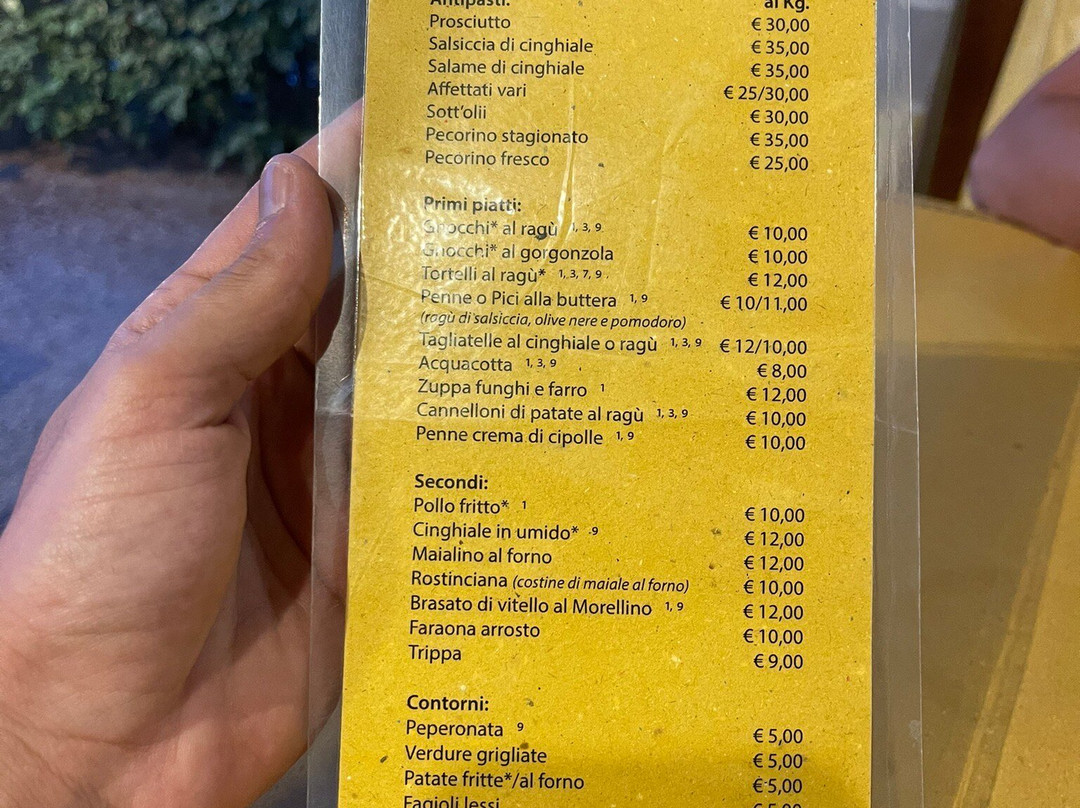 Antipasti: al Kg.
Prosciutto € 30,00
Salsiccia di cinghiale € 35,00
Salame di cinghiale € 35,00
Affettati vari € 25/30,00
Sott'olii € 30,00
Pecorino stagionato € 35,00
Pecorino fresco € 25,00
Primi piatti:
Gnocchi* al ragù 1, 3, 9 € 10,00
Gnocchi* al gorgonzola € 10,00
Tortelli al ragù* 1, 3, 7, 9 € 12,00
Penne o Pici alla buttera 1, 9 € 10/11,00
(ragù di salsiccia, olive nere e pomodoro)
Tagliatelle al cinghiale o ragù 1, 3, 9 € 12/10,00
Acquacotta 1, 3, 9 € 8,00
Zuppa funghi e farro 1 € 12,00
Cannelloni di patate al ragù 1, 3, 9 € 10,00
Penne crema di cipolle 1, 9 € 10,00
Secondi:
Pollo fritto* 1 € 10,00
Cinghiale in umido* 9 € 12,00
Maialino al forno € 12,00
Rostinciana (costine di maiale al forno) € 10,00
Brasato di vitello al Morellino 1, 9 € 12,00
Faraona arrosto € 10,00
Trippa € 9,00
Contorni:
Peperonata 9 € 5,00
Verdure grigliate € 5,00
Patate fritte*/al forno € 5,00
Fagioli lessi € 5,00